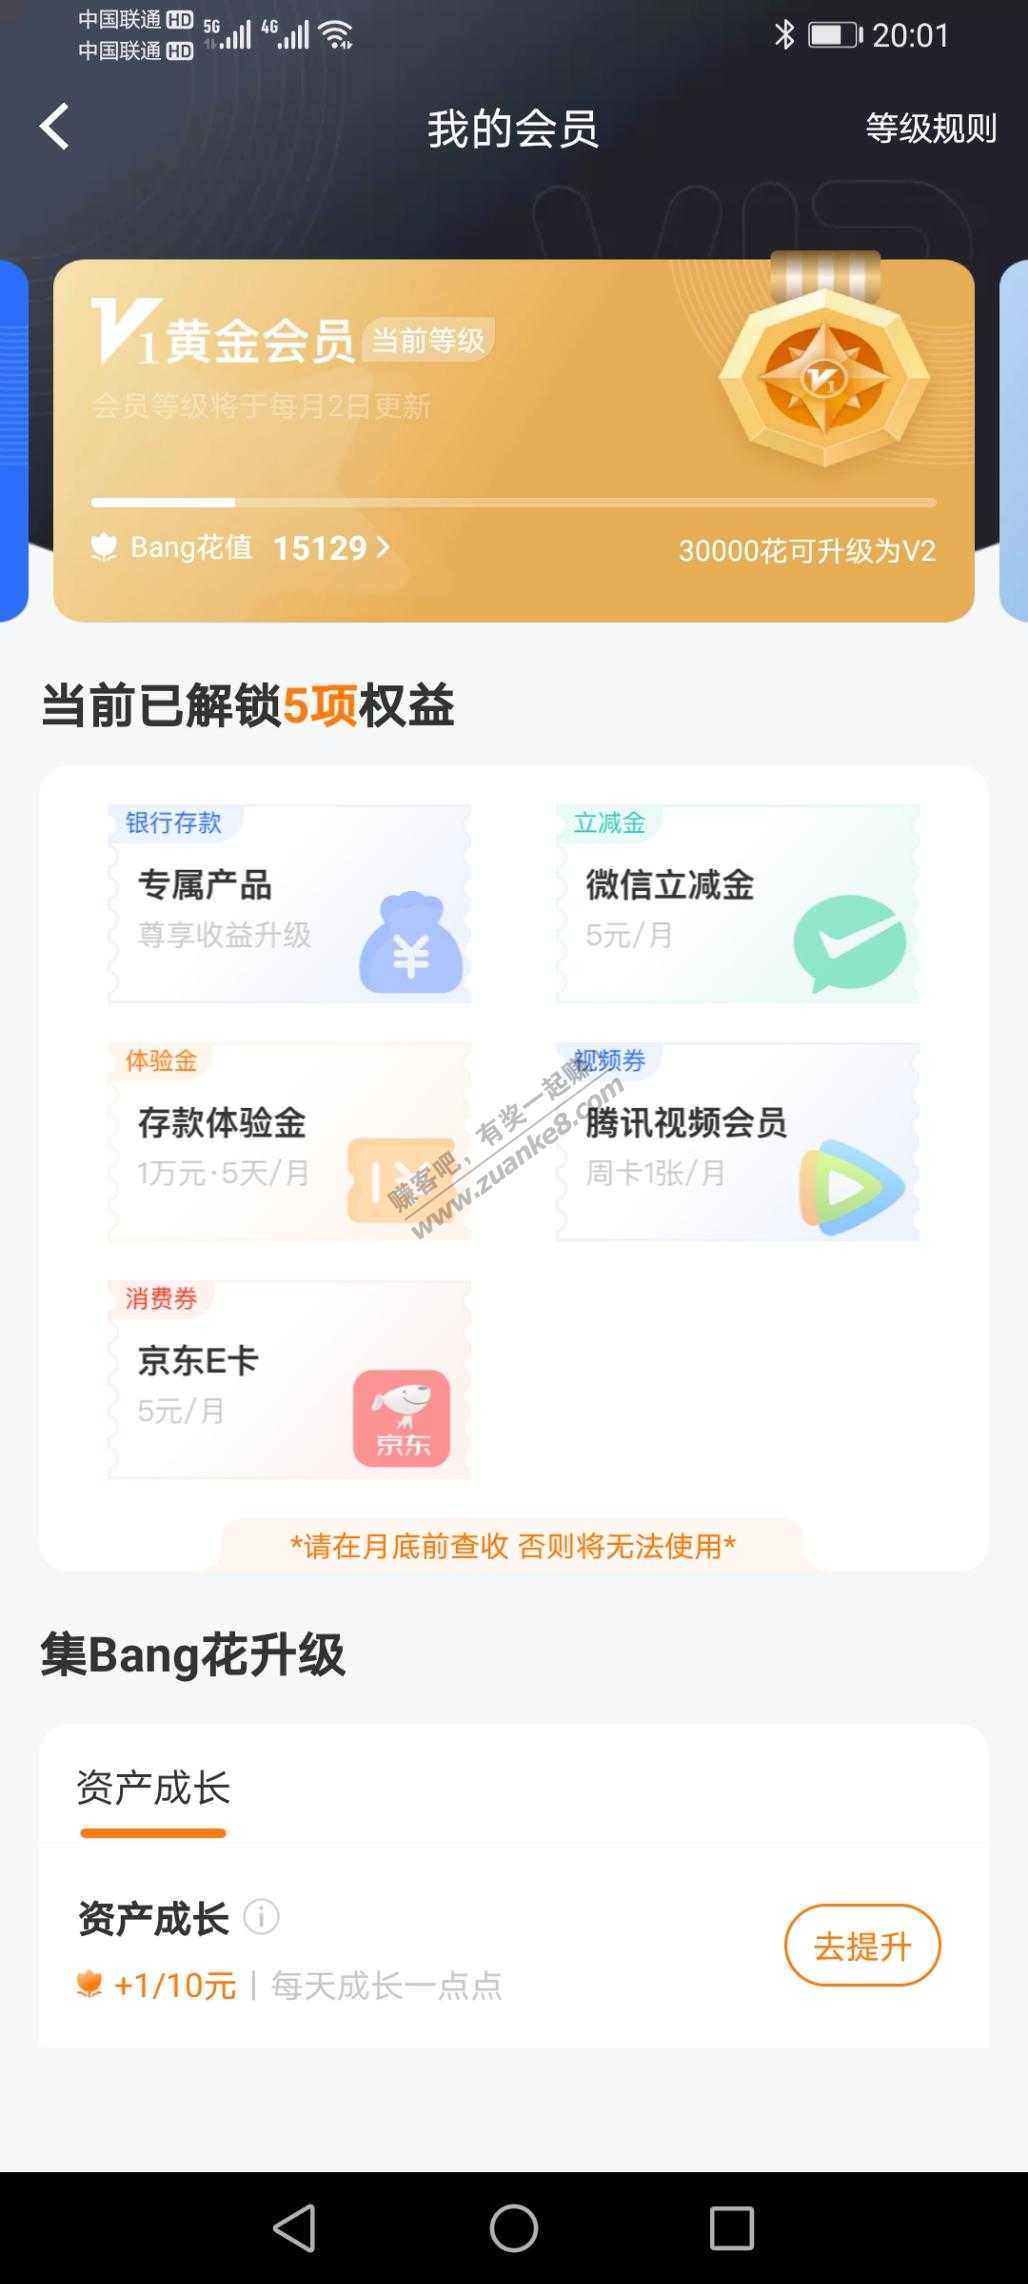 中国联通 HD 5G 4G 20:01
中国联通 HD
我的会员
等级规则
V1黄金会员 当前等级
会员等级将于每月2日更新
V1
Bang花值 15129 >
30000花可升级为V2
当前已解锁5项权益
银行存款
专属产品
尊享收益升级
立减金
微信立减金
5元/月
体验金
存款体验金
1万元·5天/月
视频券
腾讯视频会员
周卡1张/月
赚客吧，有奖一起赚
www.zuanke8.com
消费券
京东E卡
5元/月
京东
*请在月底前查收 否则将无法使用*
集Bang花升级
资产成长
资产成长
+1/10元 | 每天成长一点点
去提升